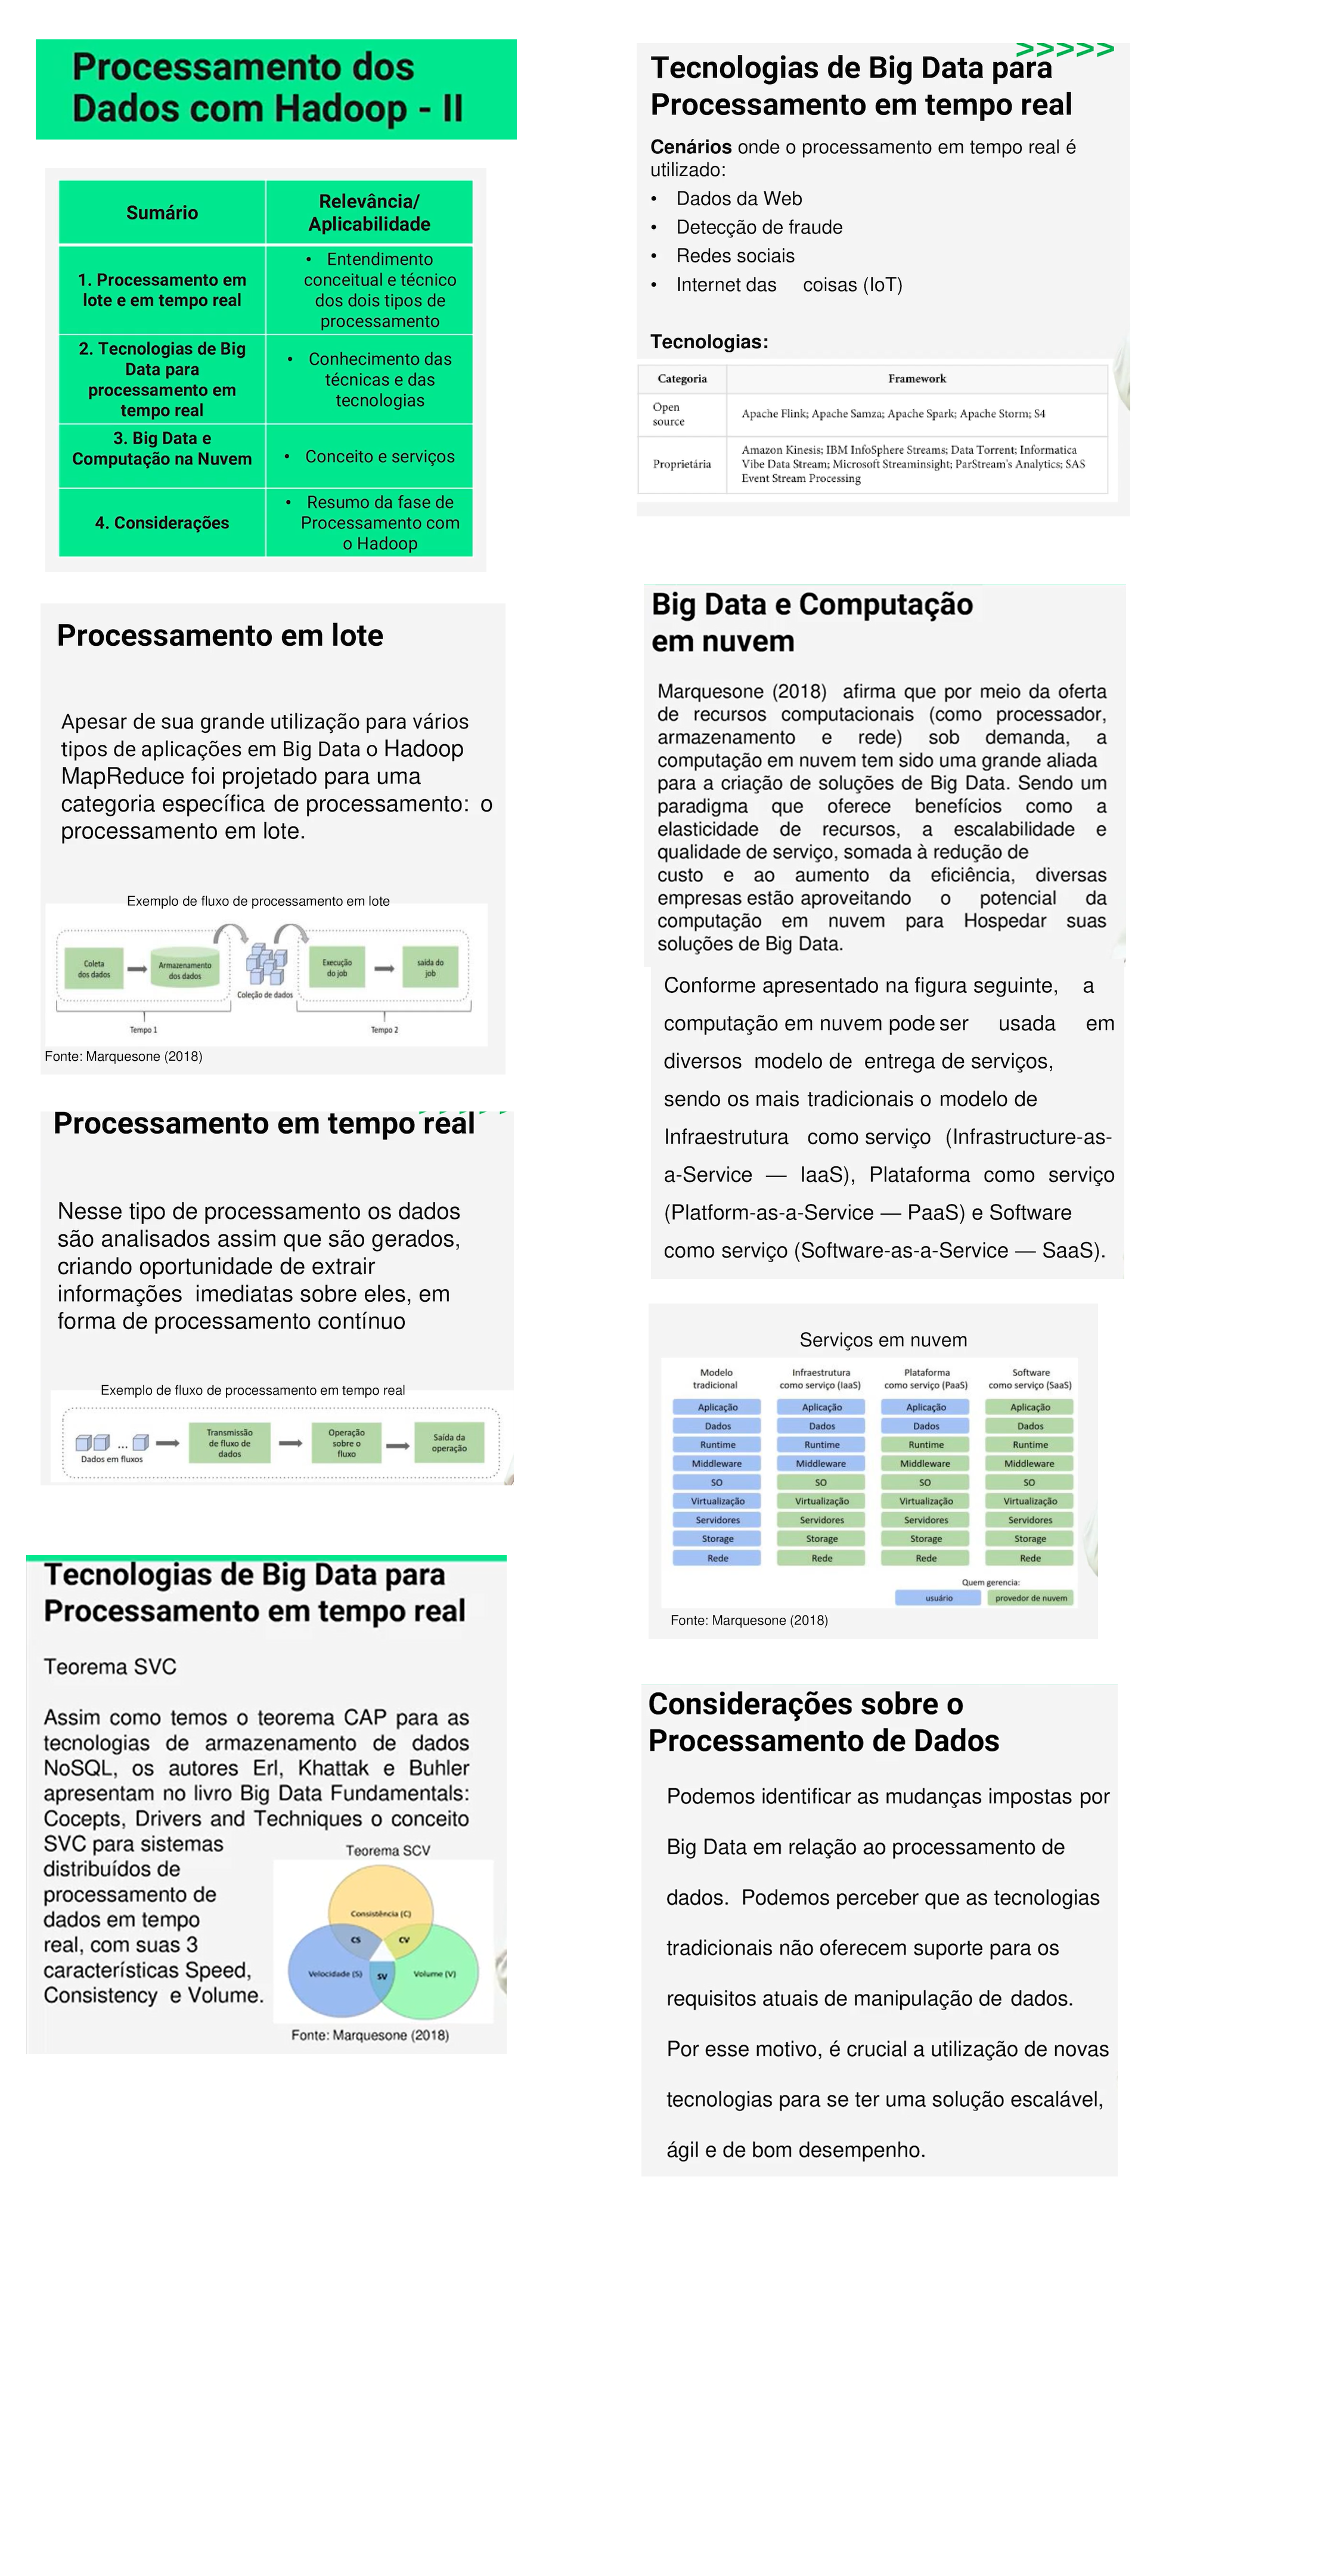 Processamento dos
Dados com Hadoop - II
Sumário
Relevância/
Aplicabilidade
1. Processamento em
lote e em tempo real
• Entendimento
conceitual e técnico
dos dois tipos de
processamento
2. Tecnologias de Big
Data para
processamento em
tempo real
• Conhecimento das
técnicas e das
tecnologias
3. Big Data e
Computação na Nuvem
• Conceito e serviços
4. Considerações
• Resumo da fase de
Processamento com
o Hadoop
Processamento em lote
Apesar de sua grande utilização para vários
tipos de aplicações em Big Data o Hadoop
MapReduce foi projetado para uma
categoria específica de processamento: o
processamento em lote.
Exemplo de fluxo de processamento em lote
Coleta
dos dados
Armazenamento
dos dados
Coleção de dados
Execução
do job
saída do
job
Tempo 1
Tempo 2
Fonte: Marquesone (2018)
Processamento em tempo real
Nesse tipo de processamento os dados
são analisados assim que são gerados,
criando oportunidade de extrair
informações imediatas sobre eles, em
forma de processamento contínuo
Exemplo de fluxo de processamento em tempo real
...
Dados em fluxos
Transmissão
de fluxo de
dados
Operação
sobre o
fluxo
Saída da
operação
Tecnologias de Big Data para
Processamento em tempo real
Teorema SVC
Assim como temos o teorema CAP para as
tecnologias de armazenamento de dados
NoSQL, os autores Erl, Khattak e Buhler
apresentam no livro Big Data Fundamentals:
Cocepts, Drivers and Techniques o conceito
SVC para sistemas
distribuídos de
processamento de
dados em tempo
real, com suas 3
características Speed,
Consistency e Volume.
Teorema SCV
Consistência (C)
CS
CV
Velocidade (S)
SV
Volume (V)
Fonte: Marquesone (2018)
>>>>>
Tecnologias de Big Data para
Processamento em tempo real
Cenários onde o processamento em tempo real é
utilizado:
• Dados da Web
• Detecção de fraude
• Redes sociais
• Internet das coisas (IoT)
Tecnologias:
Categoria
Framework
Open
source
Apache Flink; Apache Samza; Apache Spark; Apache Storm; S4
Proprietária
Amazon Kinesis; IBM InfoSphere Streams; Data Torrent; Informatica
Vibe Data Stream; Microsoft Streaminsight; ParStream's Analytics; SAS
Event Stream Processing
Big Data e Computação
em nuvem
Marquesone (2018) afirma que por meio da oferta
de recursos computacionais (como processador,
armazenamento e rede) sob demanda, a
computação em nuvem tem sido uma grande aliada
para a criação de soluções de Big Data. Sendo um
paradigma que oferece benefícios como a
elasticidade de recursos, a escalabilidade e
qualidade de serviço, somada à redução de
custo e ao aumento da eficiência, diversas
empresas estão aproveitando o potencial da
computação em nuvem para Hospedar suas
soluções de Big Data.
Conforme apresentado na figura seguinte, a
computação em nuvem pode ser usada em
diversos modelo de entrega de serviços,
sendo os mais tradicionais o modelo de
Infraestrutura como serviço (Infrastructure-as-
a-Service — IaaS), Plataforma como serviço
(Platform-as-a-Service — PaaS) e Software
como serviço (Software-as-a-Service — SaaS).
Serviços em nuvem
Modelo
tradicional
Infraestrutura
como serviço (IaaS)
Plataforma
como serviço (PaaS)
Software
como serviço (SaaS)
Aplicação Aplicação Aplicação Aplicação
Dados Dados Dados Dados
Runtime Runtime Runtime Runtime
Middleware Middleware Middleware Middleware
SO SO SO SO
Virtualização Virtualização Virtualização Virtualização
Servidores Servidores Servidores Servidores
Storage Storage Storage Storage
Rede Rede Rede Rede
Quem gerencia:
usuário
provedor de nuvem
Fonte: Marquesone (2018)
Considerações sobre o
Processamento de Dados
Podemos identificar as mudanças impostas por
Big Data em relação ao processamento de
dados. Podemos perceber que as tecnologias
tradicionais não oferecem suporte para os
requisitos atuais de manipulação de dados.
Por esse motivo, é crucial a utilização de novas
tecnologias para se ter uma solução escalável,
ágil e de bom desempenho.